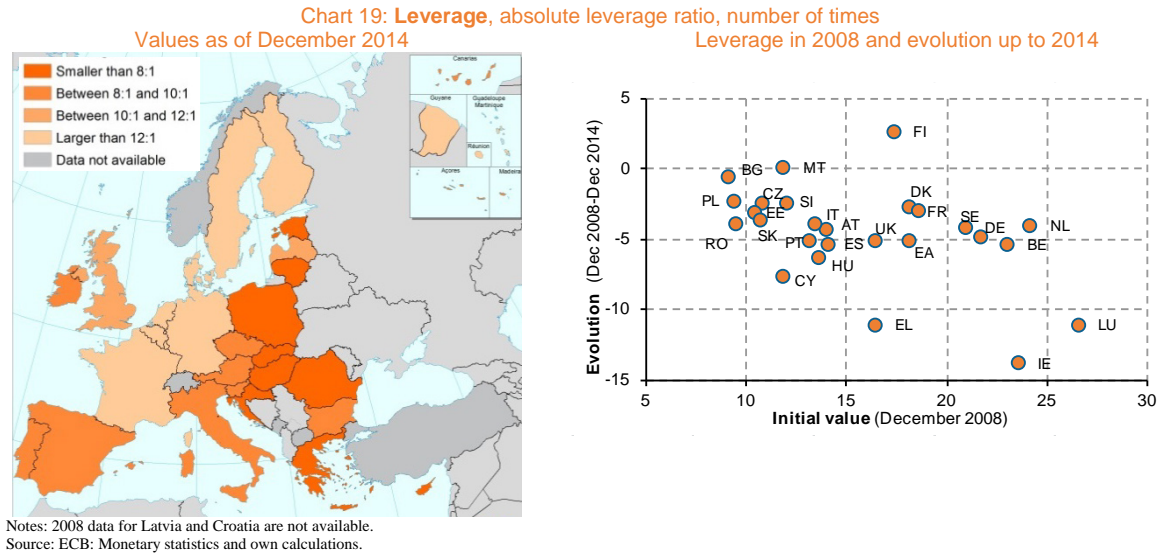 Chart 19: Leverage, absolute leverage ratio, number of times
Values as of December 2014
Leverage in 2008 and evolution up to 2014
Smaller than 8:1
Between 8:1 and 10:1
Between 10:1 and 12:1
Larger than 12:1
Data not available
Canarias
Guyane
Guadeloupe
Martinique
Réunion
Açores
Madeira
Evolution (Dec 2008-Dec 2014)
5
0
-5
-10
-15
FI
BG
MT
PL
CZ
SI
EE
RO
SK
IT
AT
PT
ES
HU
CY
UK
DK
FR
EA
SE
DE
BE
NL
EL
LU
IE
5
10
15
20
25
30
Initial value (December 2008)
Notes: 2008 data for Latvia and Croatia are not available.
Source: ECB: Monetary statistics and own calculations.